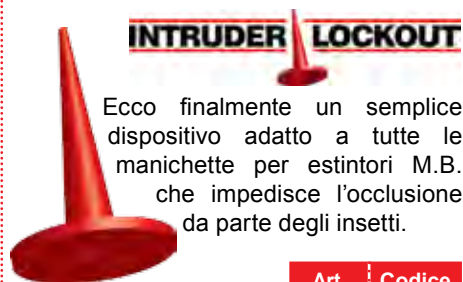 INTRUDER LOCKOUT
Ecco finalmente un semplice
dispositivo adatto a tutte le
manichette per estintori M.B.
che impedisce l'occlusione
da parte degli insetti.
Art. Codice